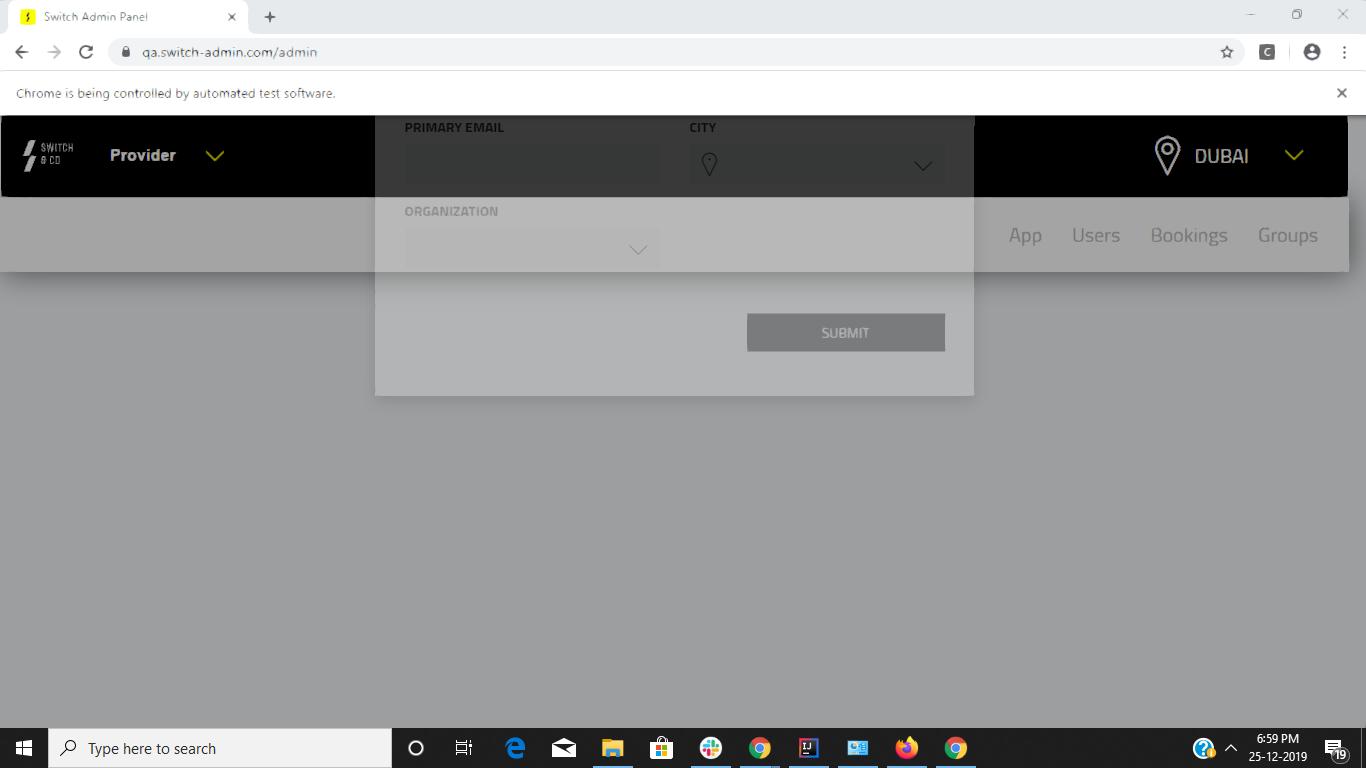 Switch Admin Panel
qa.switch-admin.com/admin
C
Chrome is being controlled by automated test software.
PRIMARY EMAIL
CITY
SWITCH
& CO
Provider
DUBAI
ORGANIZATION
App
Users
Bookings
Groups
SUBMIT
Type here to search
IJ
6:59 PM
25-12-2019
19